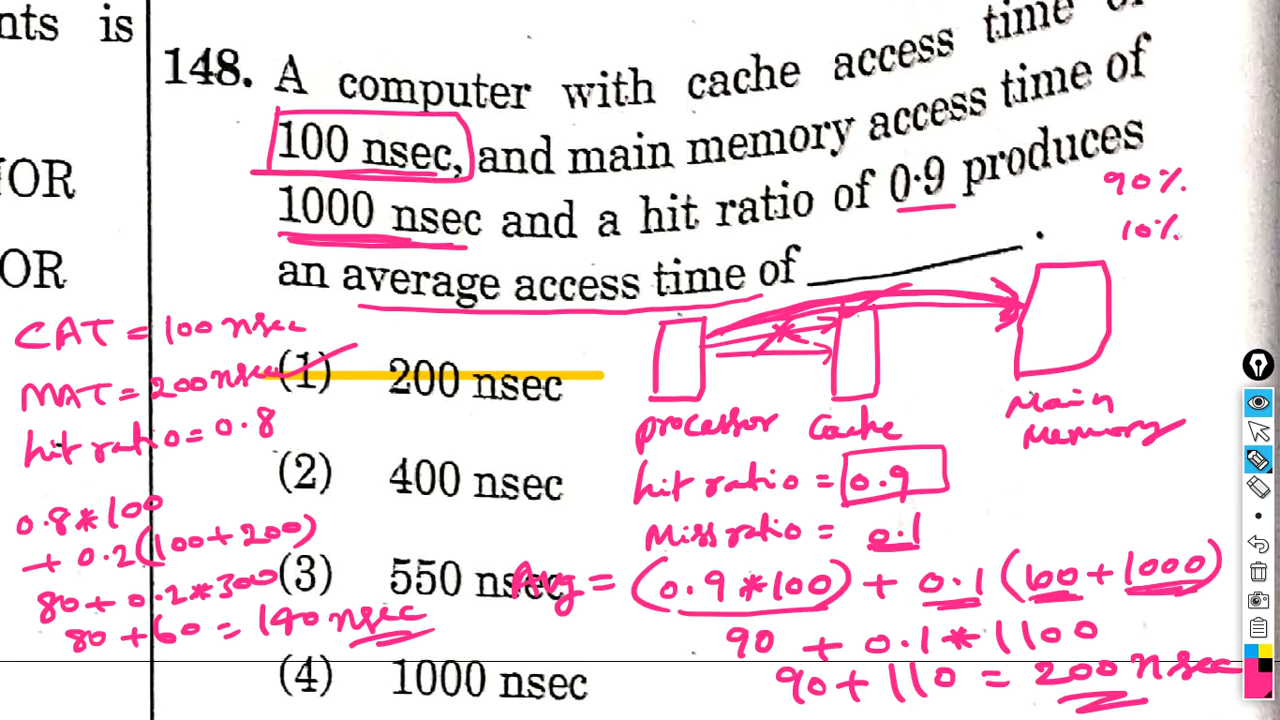 nts is
148. A computer with cache access time of
100 nsec, and main memory access time of
1000 nsec and a hit ratio of 0·9 produces
an average access time of ________.
90%.
10%.
OR
OR
(1) 200 nsec
(2) 400 nsec
(3) 550 nsec
(4) 1000 nsec
CAT = 100 nsec
MAT = 200 nsec
hit ratio = 0.8
0.8*100
+ 0.2(100+200)
80+0.2*300
80+60 = 140 nsec
processor
Cache
Main
Memory
hit ratio = 0.9
Miss ratio = 0.1
Avg = (0.9*100) + 0.1(100+1000)
90 + 0.1*1100
90+110 = 200 nsec